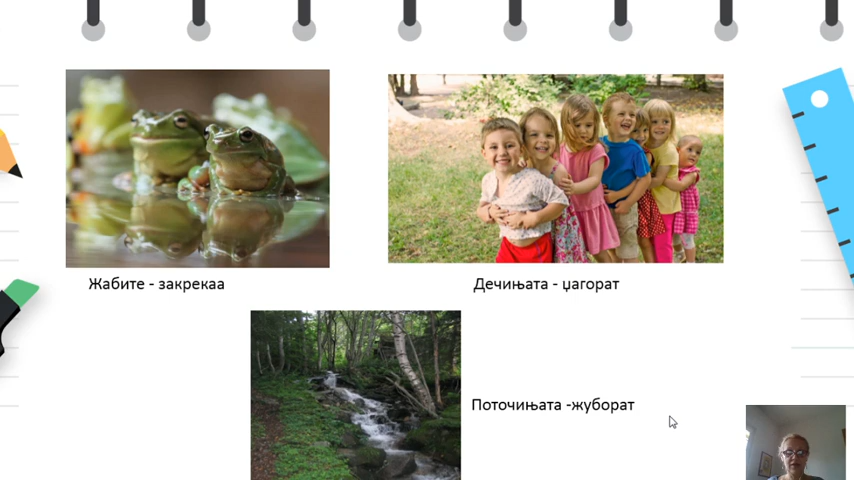 Жабите - закрекаа
Дечињата - џагорат
Поточињата -жуборат